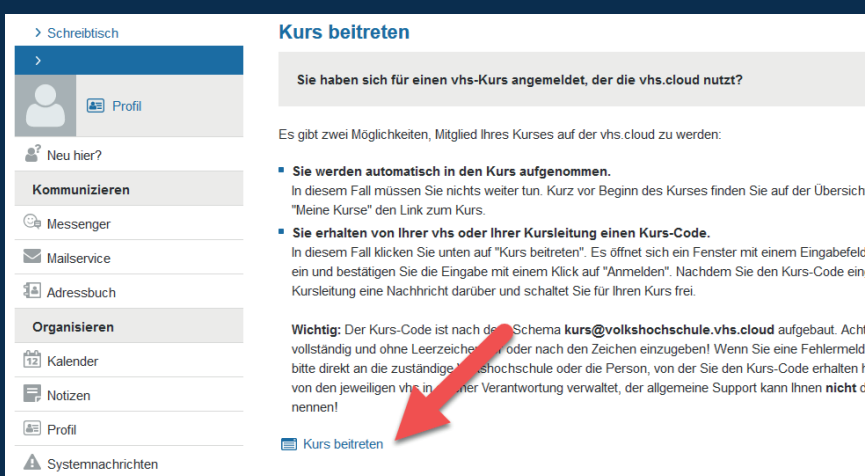 > Schreibtisch
>
Profil
Neu hier?
Kommunizieren
Messenger
Mailservice
Adressbuch
Organisieren
12 Kalender
Notizen
Profil
Systemnachrichten
Kurs beitreten
Sie haben sich für einen vhs-Kurs angemeldet, der die vhs.cloud nutzt?
Es gibt zwei Möglichkeiten, Mitglied Ihres Kurses auf der vhs.cloud zu werden:
Sie werden automatisch in den Kurs aufgenommen.
In diesem Fall müssen Sie nichts weiter tun. Kurz vor Beginn des Kurses finden Sie auf der Übersich
"Meine Kurse" den Link zum Kurs.
Sie erhalten von Ihrer vhs oder Ihrer Kursleitung einen Kurs-Code.
In diesem Fall klicken Sie unten auf "Kurs beitreten". Es öffnet sich ein Fenster mit einem Eingabefeld
ein und bestätigen Sie die Eingabe mit einem Klick auf "Anmelden". Nachdem Sie den Kurs-Code ein
Kursleitung eine Nachhricht darüber und schaltet Sie für Ihren Kurs frei.
Wichtig: Der Kurs-Code ist nach Schema kurs@volkshochschule.vhs.cloud aufgebaut. Acht
vollständig und ohne oder nach den Zeichen einzugeben! Wenn Sie eine Fehlermeld
bitte direkt an die zuständige oder die Person, von der Sie den Kurs-Code erhalten
von den jeweiligen vhs in Verantwortung verwaltet, der allgemeine Support kann Ihnen nicht d
nennen!
Kurs beitreten